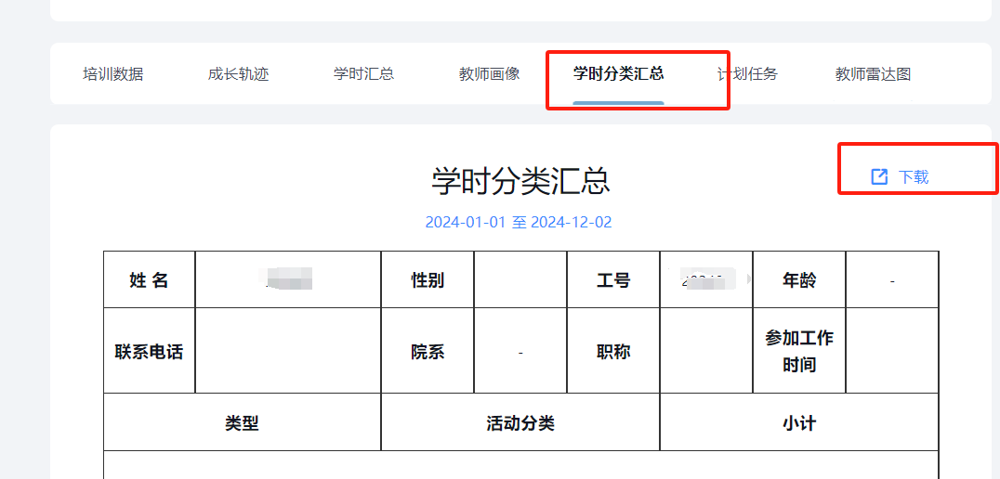 培训数据 成长轨迹 学时汇总 教师画像 学时分类汇总 计划任务 教师雷达图
学时分类汇总
下载
2024-01-01 至 2024-12-02
姓 名 性别 工号 年龄 -
联系电话 院系 - 职称 参加工作
时间
类型 活动分类 小计